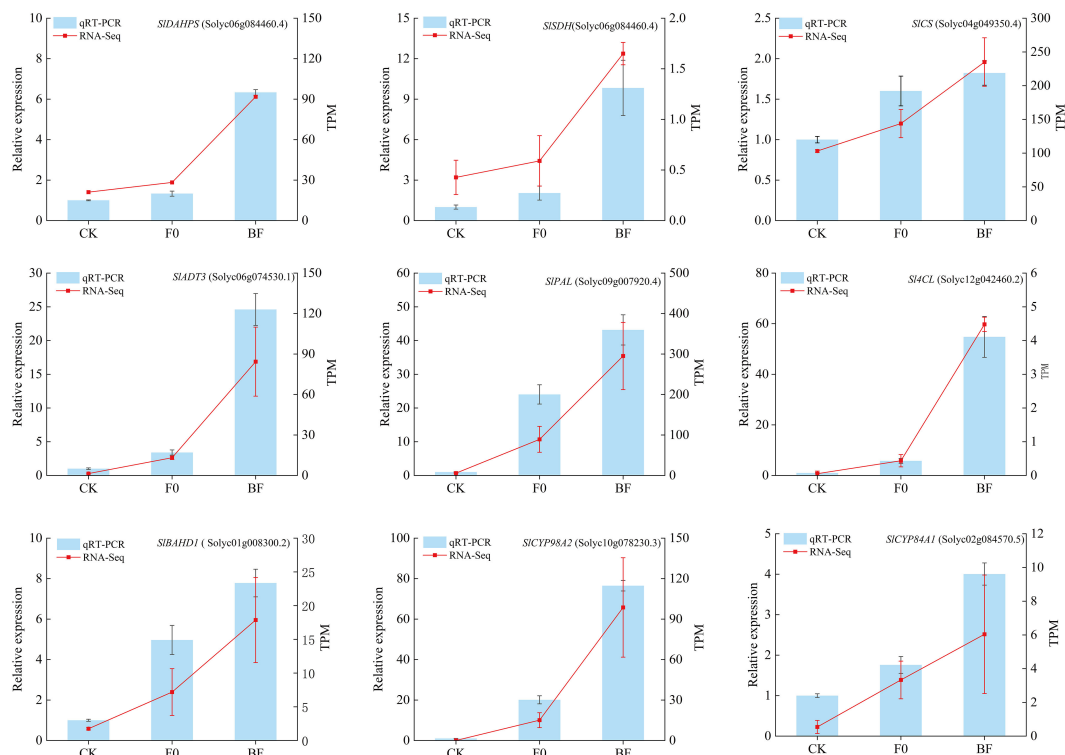 SlDAHPS (Solyc06g084460.4)
qRT-PCR
RNA-Seq
Relative expression
TPM
10
8
6
4
2
0
150
120
90
60
30
0
CK F0 BF
SlSDH(Solyc06g084460.4)
qRT-PCR
RNA-Seq
Relative expression
TPM
15
12
9
6
3
0
2.0
1.5
1.0
0.5
0.0
CK F0 BF
SlCS (Solyc04g049350.4)
qRT-PCR
RNA-Seq
Relative expression
TPM
2.5
2.0
1.5
1.0
0.5
0.0
300
250
200
150
100
50
0
CK F0 BF
SlADT3 (Solyc06g074530.1)
qRT-PCR
RNA-Seq
Relative expression
TPM
30
25
20
15
10
5
0
150
120
90
60
30
0
CK F0 BF
SlPAL (Solyc09g007920.4)
qRT-PCR
RNA-Seq
Relative expression
TPM
60
50
40
30
20
10
0
500
400
300
200
100
0
CK F0 BF
Sl4CL (Solyc12g042460.2)
qRT-PCR
RNA-Seq
Relative expression
TPM
80
60
40
20
0
6
5
4
3
2
1
0
CK F0 BF
SlBAHD1 ( Solyc01g008300.2)
qRT-PCR
RNA-Seq
Relative expression
TPM
10
8
6
4
2
0
30
25
20
15
10
5
0
CK F0 BF
SlCYP98A2 (Solyc10g078230.3)
qRT-PCR
RNA-Seq
Relative expression
TPM
100
80
60
40
20
0
150
120
90
60
30
0
CK F0 BF
SlCYP84A1 (Solyc02g084570.5)
qRT-PCR
RNA-Seq
Relative expression
TPM
5
4
3
2
1
0
12
10
8
6
4
2
0
CK F0 BF